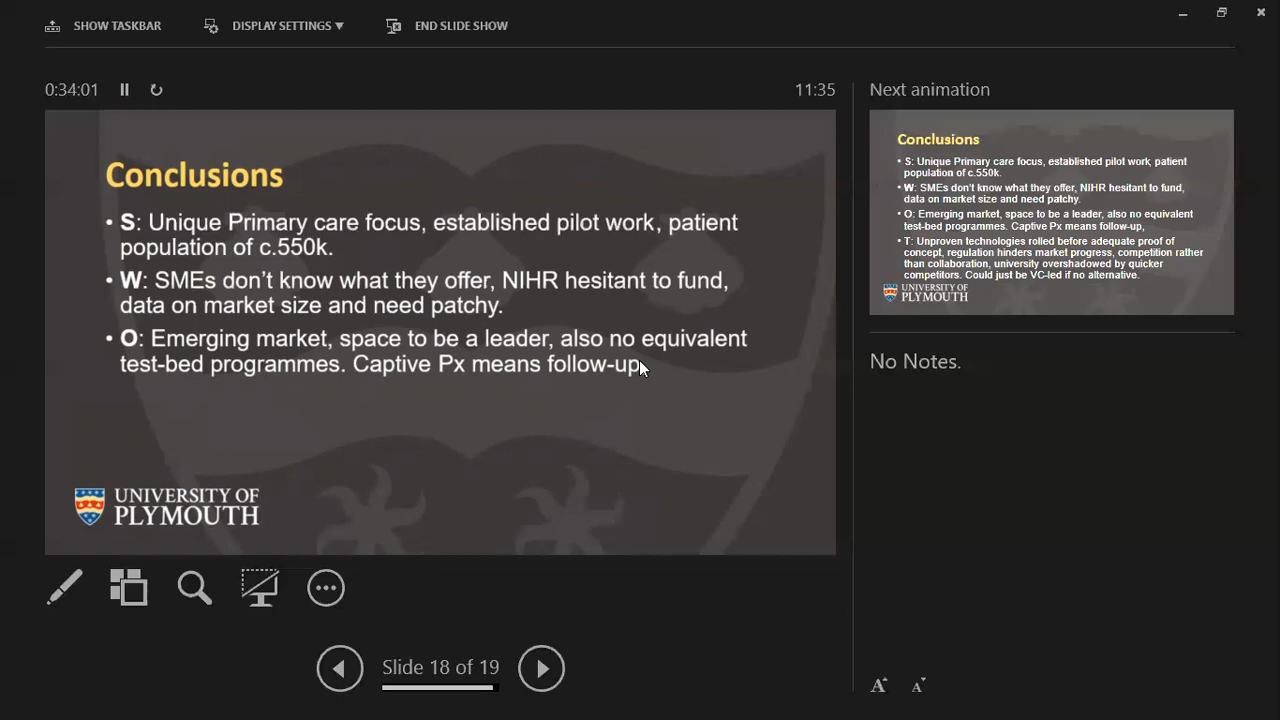 SHOW TASKBAR
DISPLAY SETTINGS ▼
END SLIDE SHOW
0:34:01
11:35
Conclusions
• S: Unique Primary care focus, established pilot work, patient
population of c.550k.
• W: SMEs don’t know what they offer, NIHR hesitant to fund,
data on market size and need patchy.
• O: Emerging market, space to be a leader, also no equivalent
test-bed programmes. Captive Px means follow-up,
UNIVERSITY OF
PLYMOUTH
Slide 18 of 19
Next animation
Conclusions
• S: Unique Primary care focus, established pilot work, patient
population of c.550k.
• W: SMEs don’t know what they offer, NIHR hesitant to fund,
data on market size and need patchy.
• O: Emerging market, space to be a leader, also no equivalent
test-bed programmes. Captive Px means follow-up,
• T: Unproven technologies rolled before adequate proof of
concept, regulation hinders market progress, competition rather
than collaboration, university overshadowed by quicker
competitors. Could just be VC-led if no alternative.
UNIVERSITY OF
PLYMOUTH
No Notes.
A A